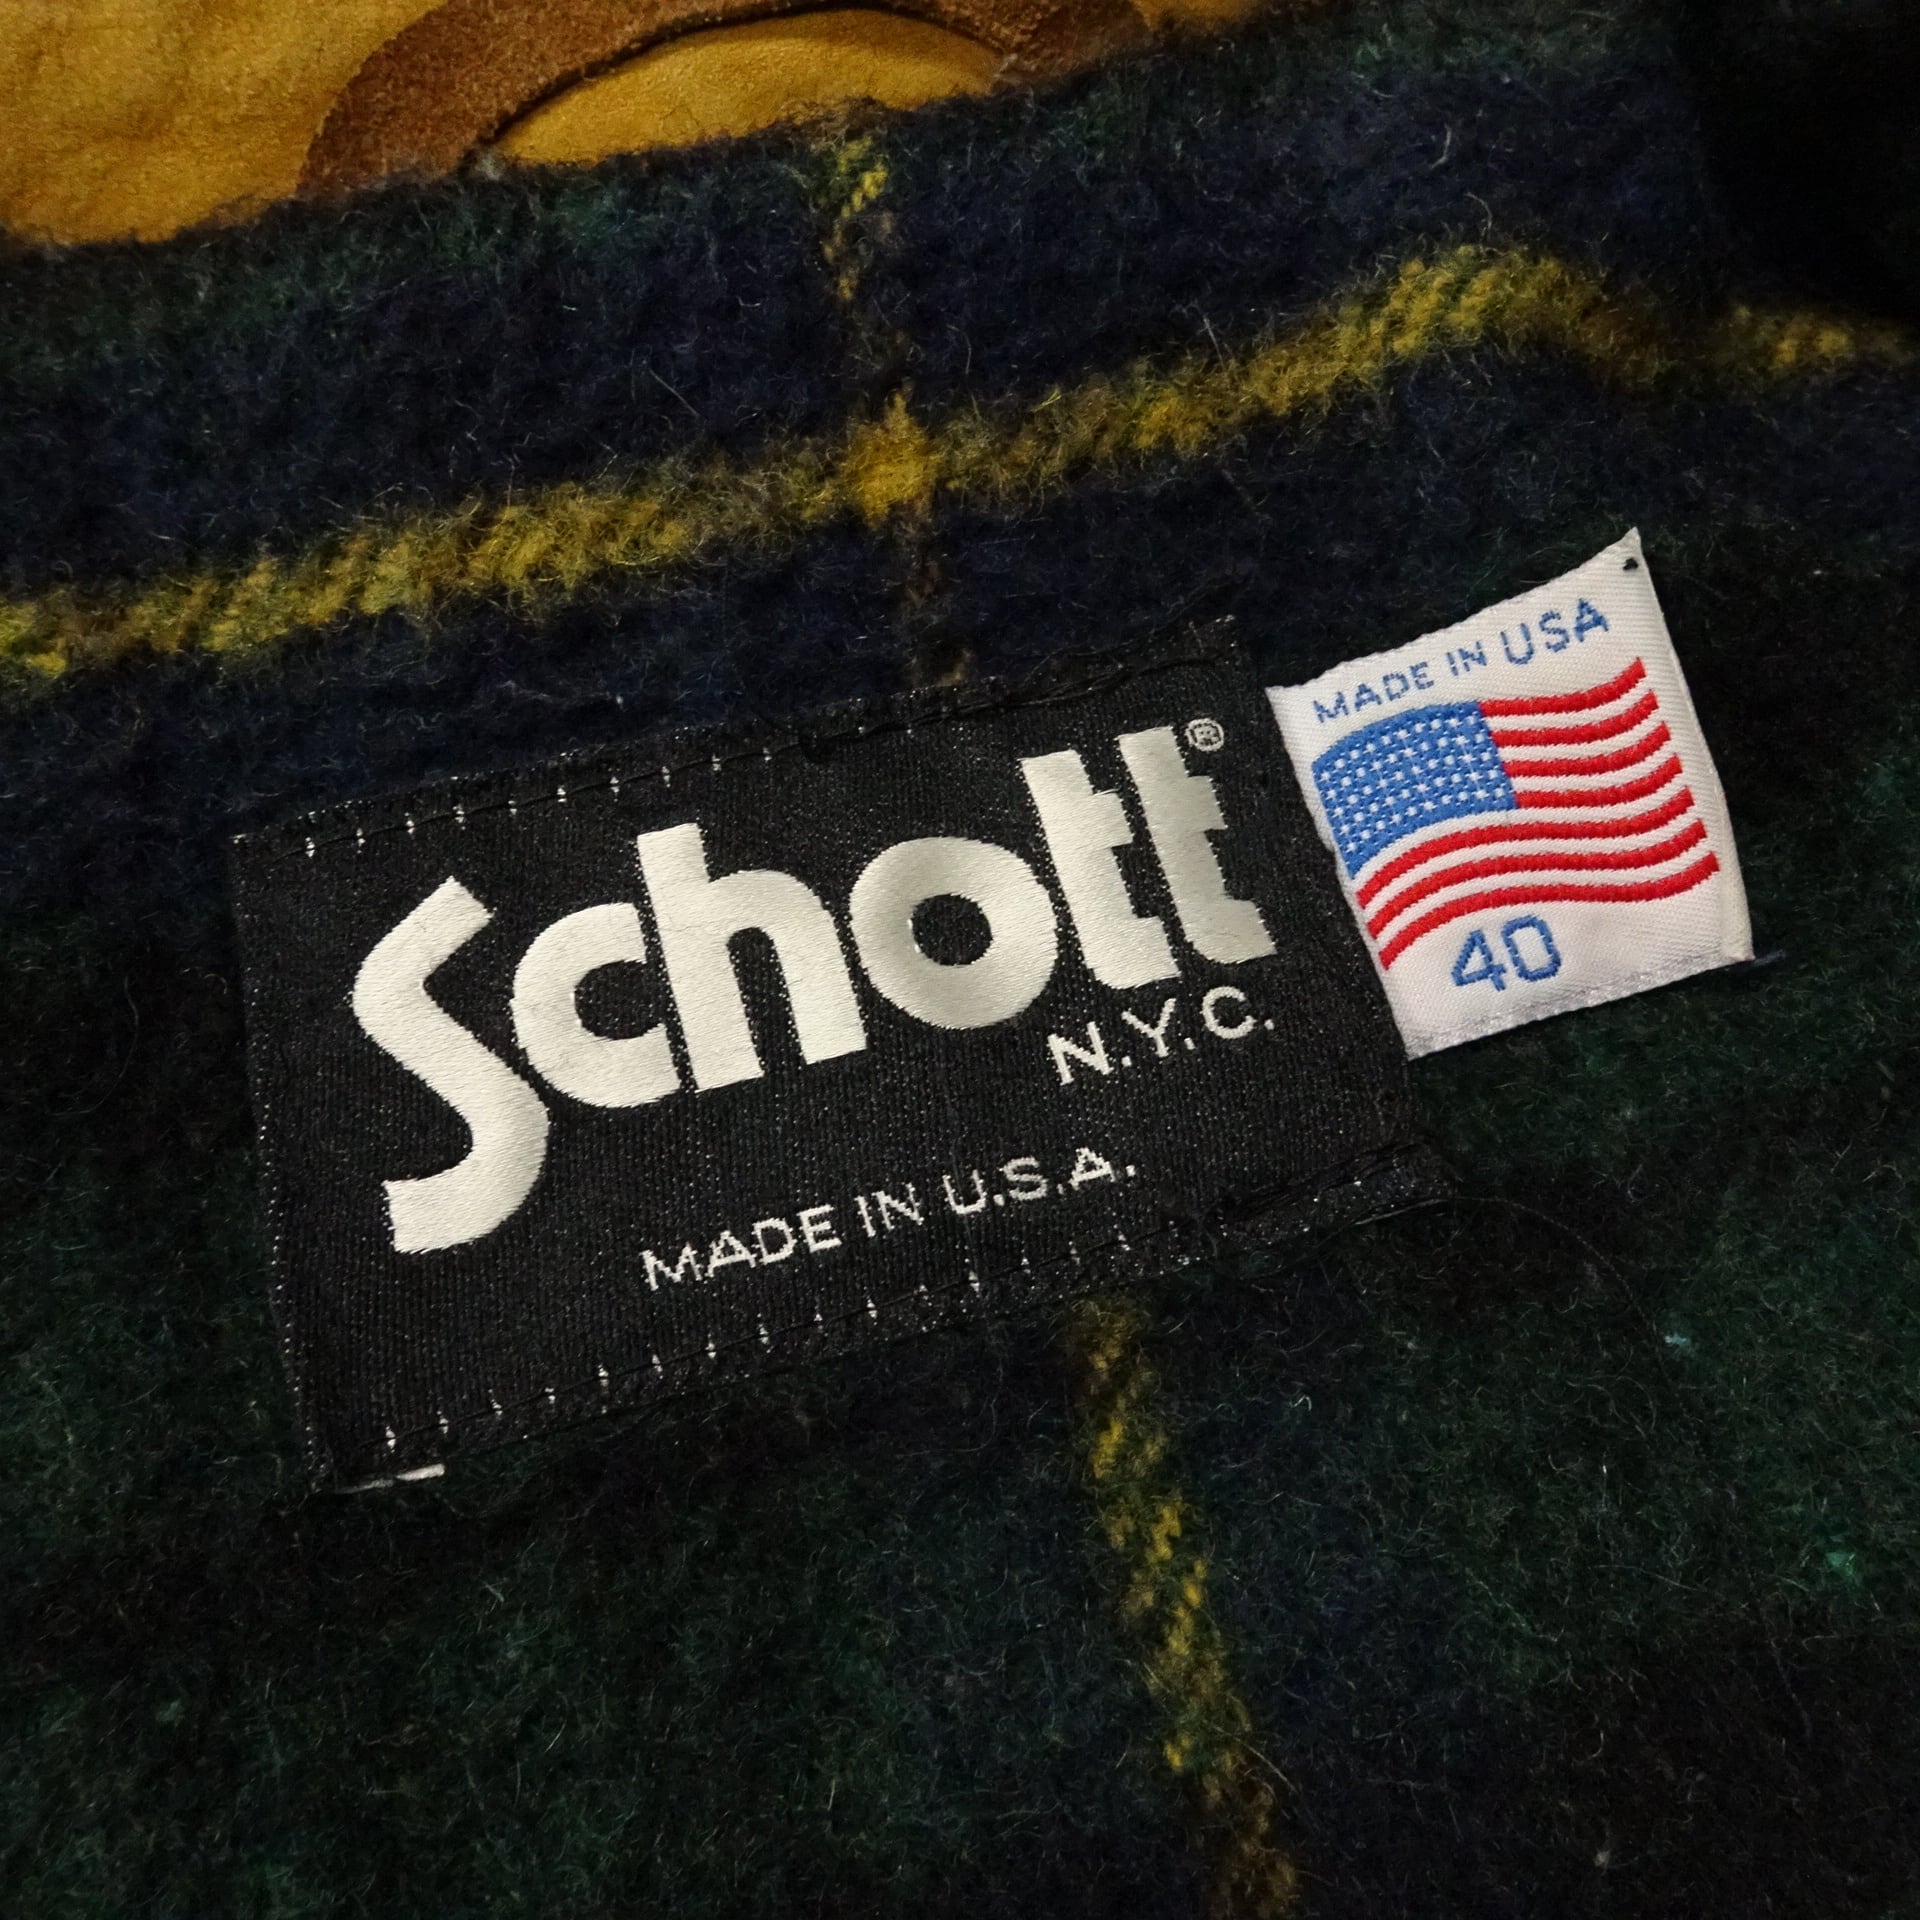 Schott®
N.Y.C.
MADE IN U.S.A.
MADE IN USA
40